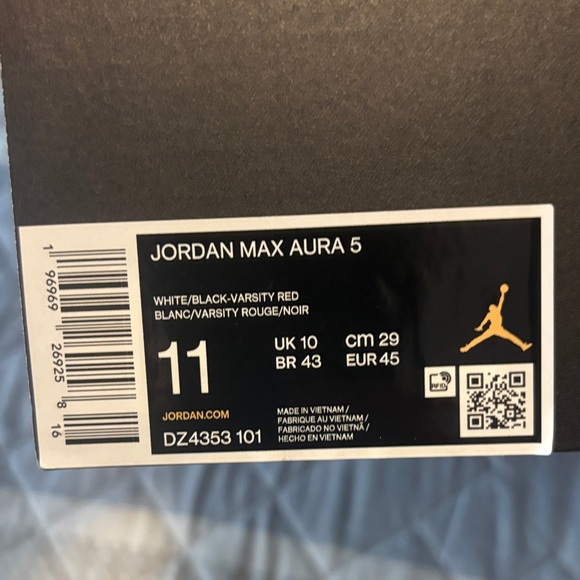 JORDAN MAX AURA 5
WHITE/BLACK-VARSITY RED
BLANC/VARSITY ROUGE/NOIR
11
UK 10 cm 29
BR 43 EUR 45
JORDAN.COM
DZ4353 101
MADE IN VIETNAM /
FABRIQUE AU VIETNAM /
FABRICADO NO VIETNÃ /
HECHO EN VIETNAM
RFID
1 96969 26925 8 16